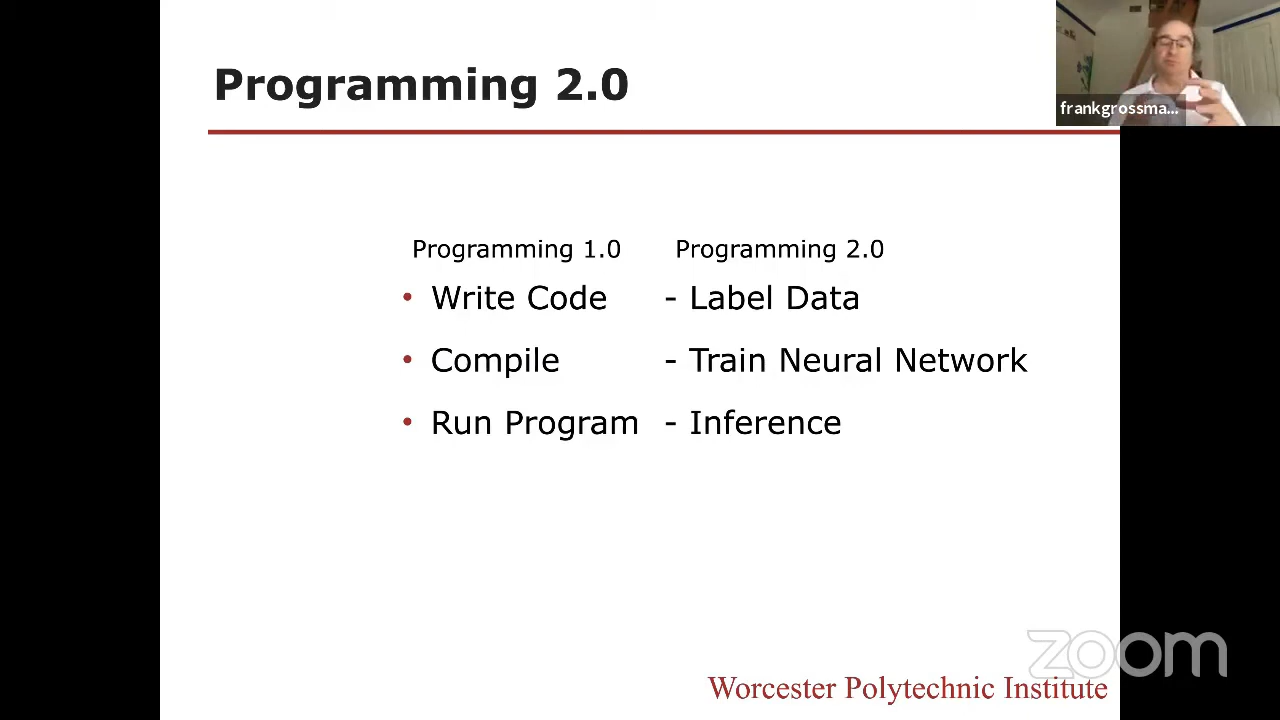 Programming 2.0
frankgrossma...
Programming 1.0 Programming 2.0
• Write Code - Label Data
• Compile - Train Neural Network
• Run Program - Inference
zoom
Worcester Polytechnic Institute